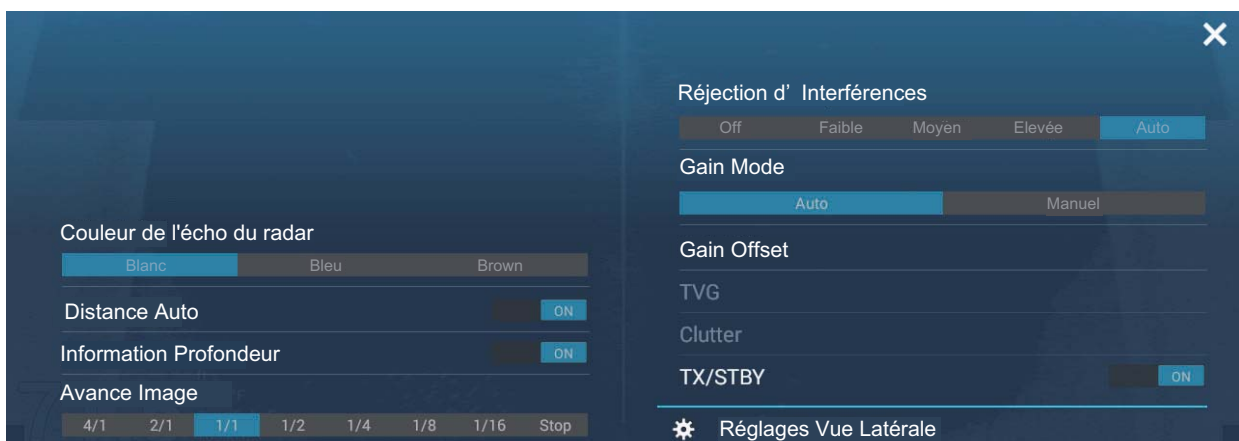 Couleur de l'écho du radar
Blanc Bleu Brown
Distance Auto ON
Information Profondeur ON
Avance Image
4/1 2/1 1/1 1/2 1/4 1/8 1/16 Stop
Réjection d’ Interférences
Off Faible Moyen Elevée Auto
Gain Mode
Auto Manuel
Gain Offset
TVG
Clutter
TX/STBY ON
Réglages Vue Latérale